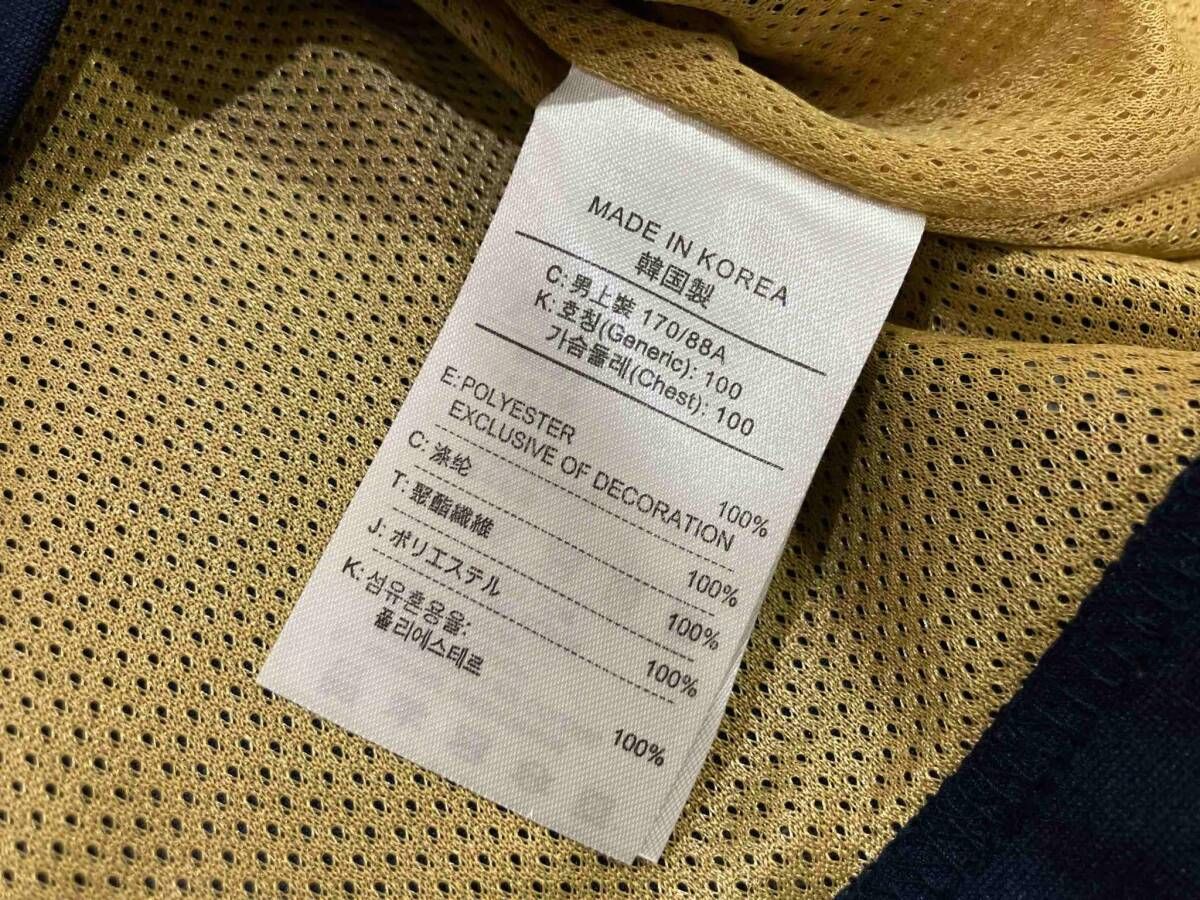 MADE IN KOREA
韓国製
C: 男上裝 170/88A
K: 호칭(Generic): 100
가슴둘레(Chest): 100
E: POLYESTER 100%
EXCLUSIVE OF DECORATION
C: 涤纶 100%
T: 聚酯纖維 100%
J: ポリエステル 100%
K: 섬유혼용율:
폴리에스테르 100%